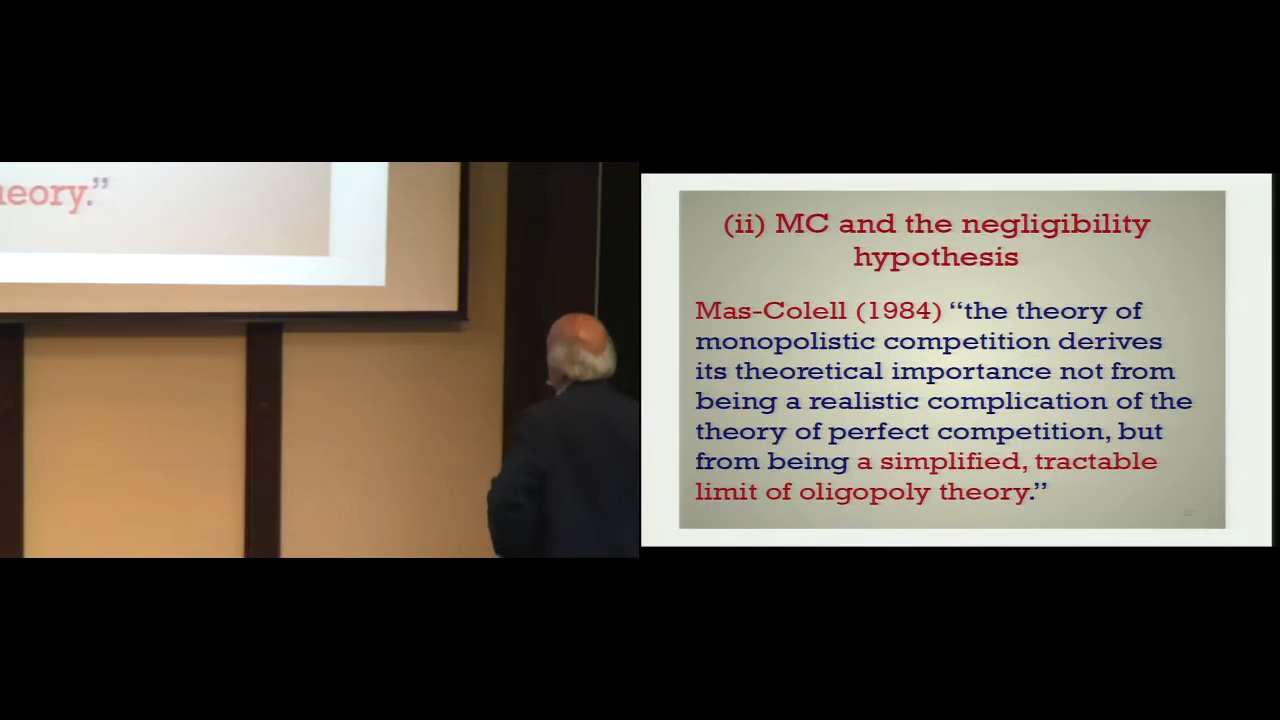 theory.”
(ii) MC and the negligibility
hypothesis
Mas-Colell (1984) “the theory of
monopolistic competition derives
its theoretical importance not from
being a realistic complication of the
theory of perfect competition, but
from being a simplified, tractable
limit of oligopoly theory.”